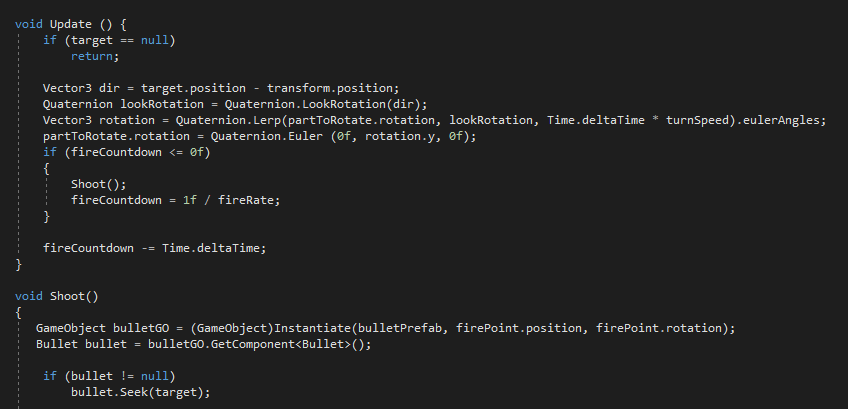 void Update () {
if (target == null)
return;
Vector3 dir = target.position - transform.position;
Quaternion lookRotation = Quaternion.LookRotation(dir);
Vector3 rotation = Quaternion.Lerp(partToRotate.rotation, lookRotation, Time.deltaTime * turnSpeed).eulerAngles;
partToRotate.rotation = Quaternion.Euler (0f, rotation.y, 0f);
if (fireCountdown <= 0f)
{
Shoot();
fireCountdown = 1f / fireRate;
}
fireCountdown -= Time.deltaTime;
}
void Shoot()
{
GameObject bulletGO = (GameObject)Instantiate(bulletPrefab, firePoint.position, firePoint.rotation);
Bullet bullet = bulletGO.GetComponent<Bullet>();
if (bullet != null)
bullet.Seek(target);